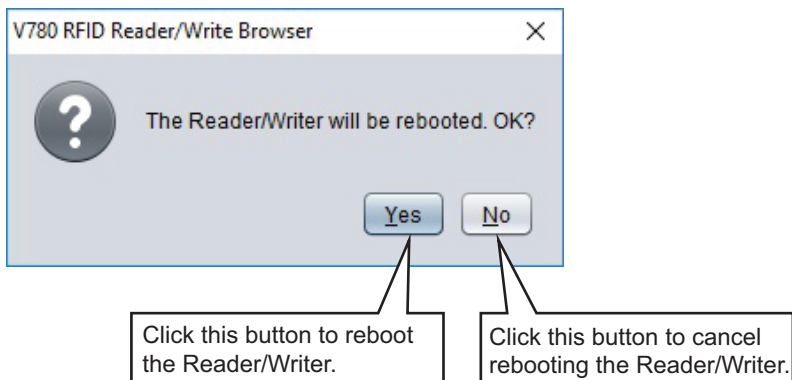 V780 RFID Reader/Write Browser
The Reader/Writer will be rebooted. OK?
Yes
No
Click this button to reboot
the Reader/Writer.
Click this button to cancel
rebooting the Reader/Writer.